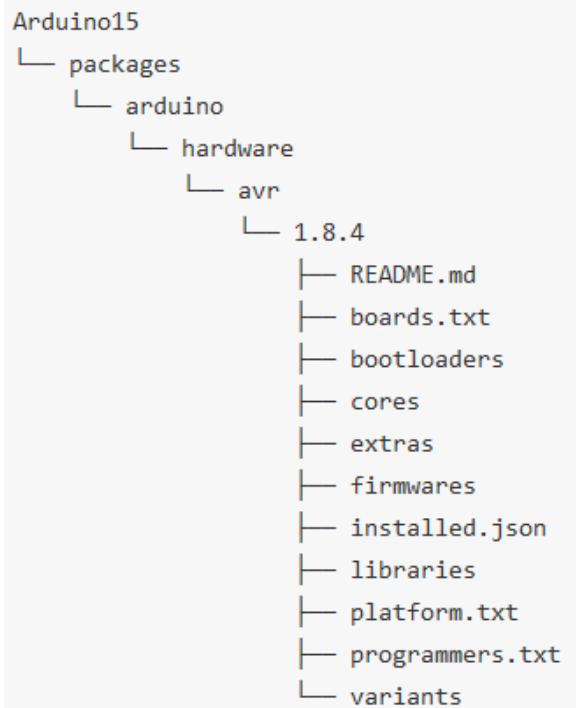 Arduino15
└── packages
    └── arduino
        └── hardware
            └── avr
                └── 1.8.4
                    ├── README.md
                    ├── boards.txt
                    ├── bootloaders
                    ├── cores
                    ├── extras
                    ├── firmwares
                    ├── installed.json
                    ├── libraries
                    ├── platform.txt
                    ├── programmers.txt
                    └── variants